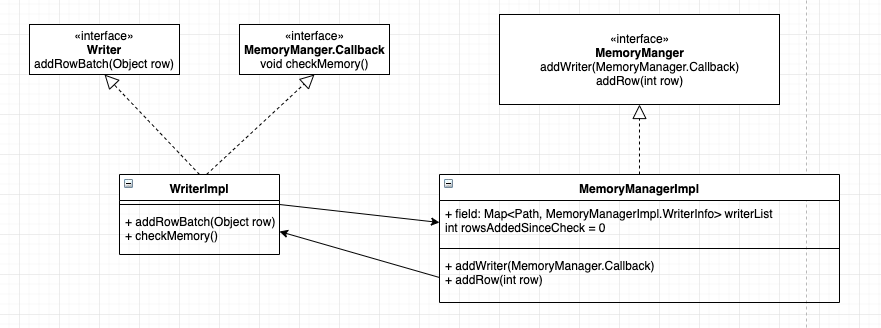 «interface»
Writer
addRowBatch(Object row)
«interface»
MemoryManger.Callback
void checkMemory()
«interface»
MemoryManger
addWriter(MemoryManager.Callback)
addRow(int row)
WriterImpl
+ addRowBatch(Object row)
+ checkMemory()
MemoryManagerImpl
+ field: Map<Path, MemoryManagerImpl.WriterInfo> writerList
int rowsAddedSinceCheck = 0
+ addWriter(MemoryManager.Callback)
+ addRow(int row)